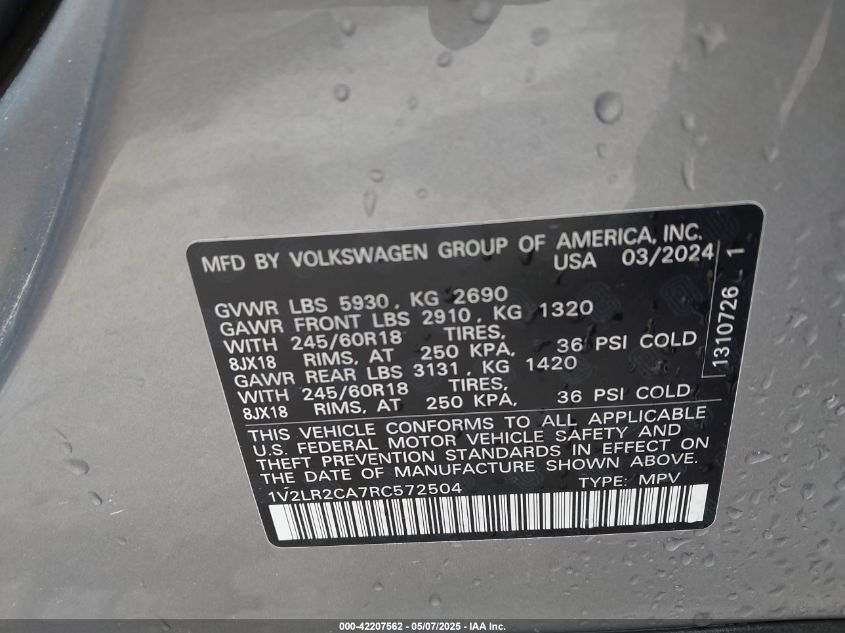 MFD BY VOLKSWAGEN GROUP OF AMERICA, INC.
USA 03/2024
GVWR LBS 5930, KG 2690
GAWR FRONT LBS 2910, KG 1320
WITH 245/60R18 TIRES,
8JX18 RIMS, AT 250 KPA, 36 PSI COLD
GAWR REAR LBS 3131, KG 1420
WITH 245/60R18 TIRES,
8JX18 RIMS, AT 250 KPA, 36 PSI COLD
THIS VEHICLE CONFORMS TO ALL APPLICABLE
U.S. FEDERAL MOTOR VEHICLE SAFETY AND
THEFT PREVENTION STANDARDS IN EFFECT ON
THE DATE OF MANUFACTURE SHOWN ABOVE.
1V2LR2CA7RC572504 TYPE: MPV
1310726 1
000-42207562 - 05/07/2025 - IAA Inc.